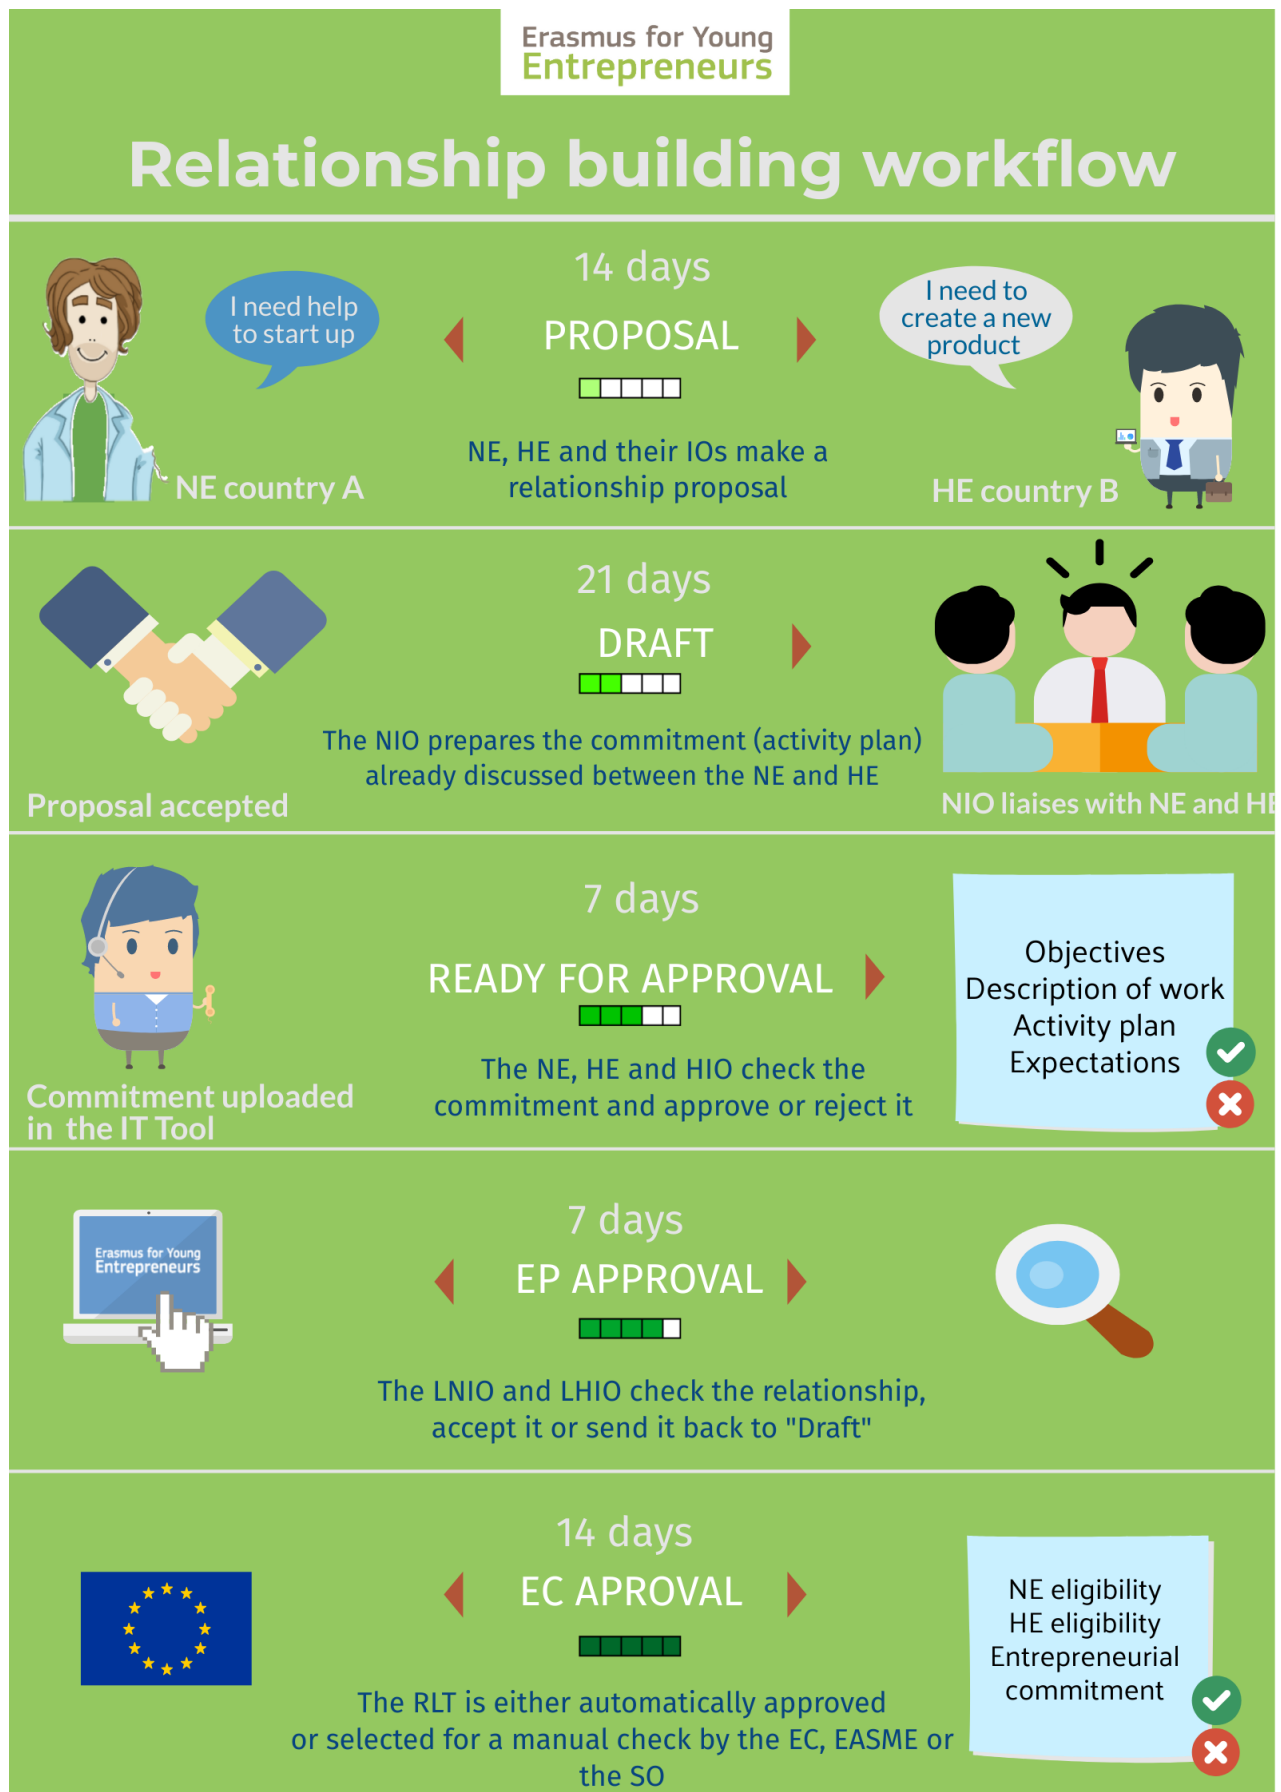 Erasmus for Young
Entrepreneurs
Relationship building workflow
14 days
I need help
to start up
PROPOSAL
I need to
create a new
product
NE, HE and their IOs make a
relationship proposal
NE country A
HE country B
21 days
DRAFT
The NIO prepares the commitment (activity plan)
already discussed between the NE and HE
Proposal accepted
NIO liaises with NE and HE
7 days
READY FOR APPROVAL
Objectives
Description of work
Activity plan
Expectations
The NE, HE and HIO check the
commitment and approve or reject it
Commitment uploaded
in the IT Tool
7 days
Erasmus for Young
Entrepreneurs
EP APPROVAL
The LNIO and LHIO check the relationship,
accept it or send it back to "Draft"
14 days
EC APROVAL
NE eligibility
HE eligibility
Entrepreneurial
commitment
The RLT is either automatically approved
or selected for a manual check by the EC, EASME or
the SO